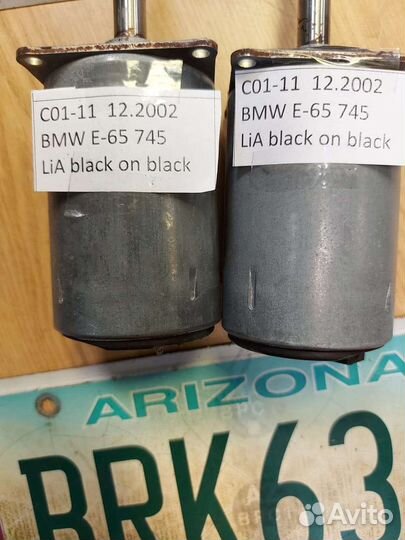 C01-11 12.2002
BMW E-65 745
LiA black on black
C01-11 12.2002
BMW E-65 745
LiA black on black
ARIZONA
BRK63
Avito